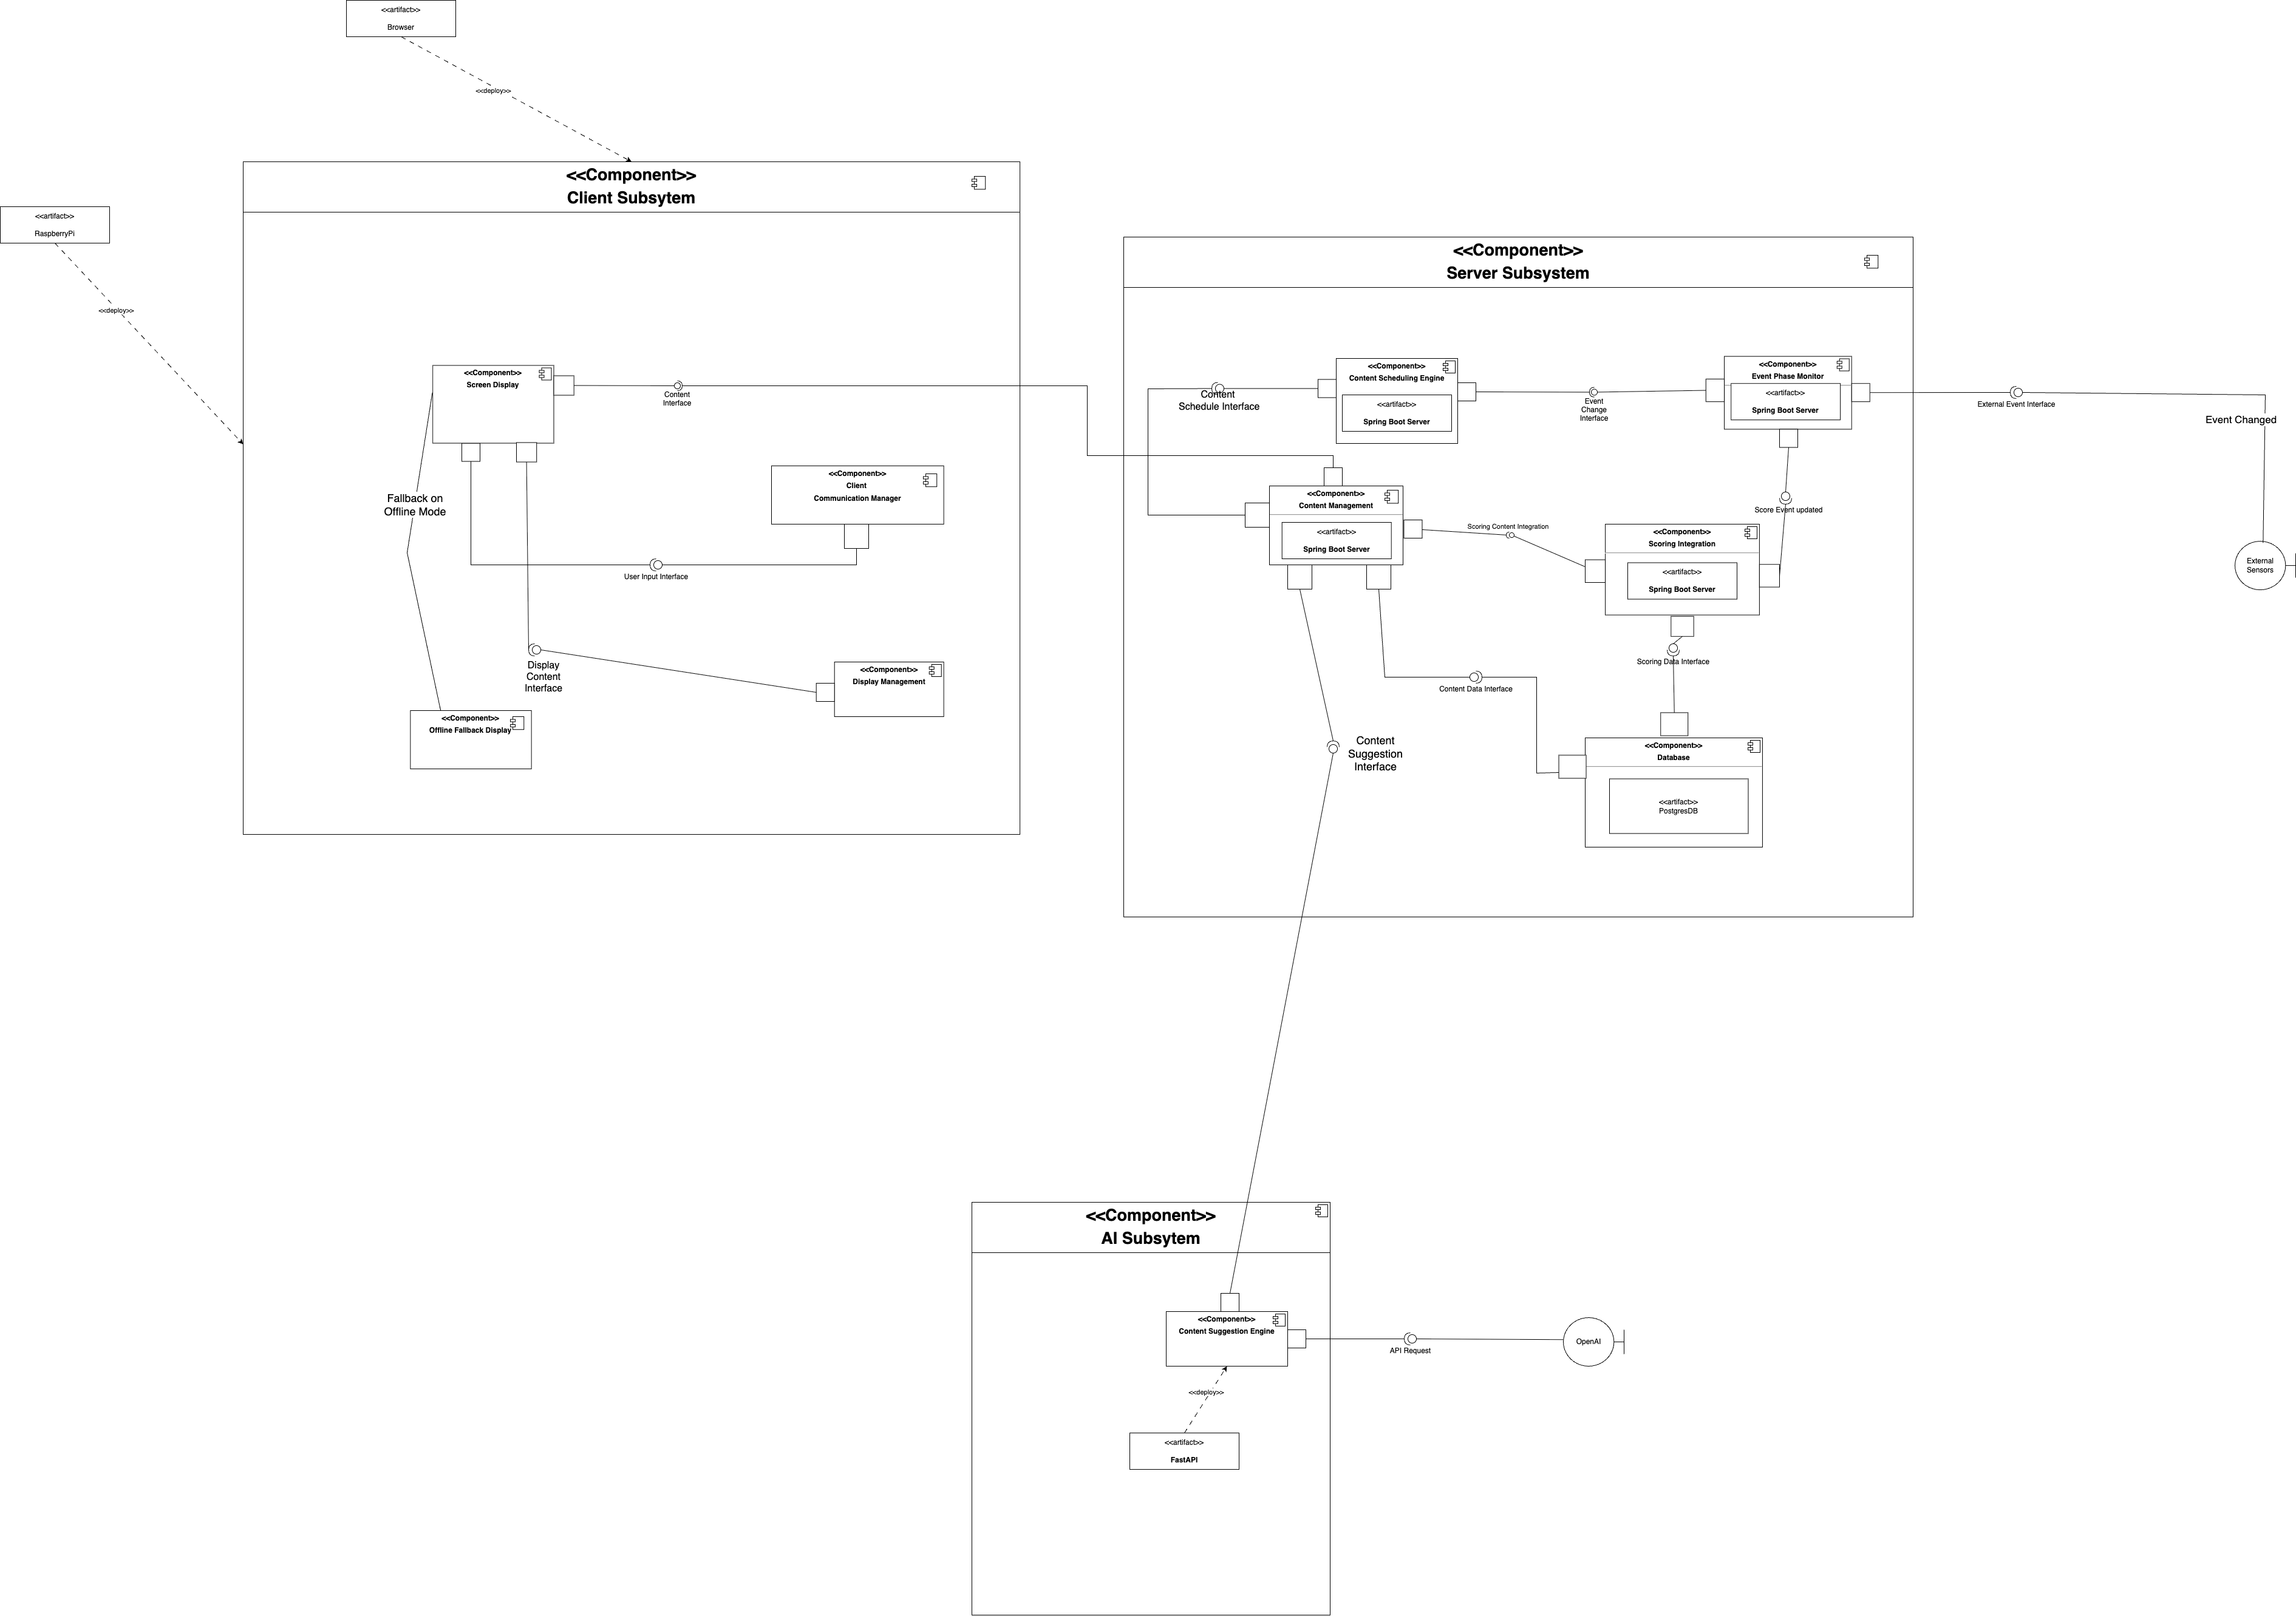 <<artifact>>
Browser
<<deploy>>
<<Component>>
Client Subsytem
<<artifact>>
RaspberryPi
<<deploy>>
<<Component>>
Screen Display
Content
Interface
Fallback on
Offline Mode
<<Component>>
Client
Communication Manager
User Input Interface
Display
Content
Interface
<<Component>>
Display Management
<<Component>>
Offline Fallback Display
<<Component>>
Server Subsystem
Content
Schedule Interface
<<Component>>
Content Scheduling Engine
<<artifact>>
Spring Boot Server
Event
Change
Interface
<<Component>>
Event Phase Monitor
<<artifact>>
Spring Boot Server
External Event Interface
Event Changed
External
Sensors
<<Component>>
Content Management
<<artifact>>
Spring Boot Server
Scoring Content Integration
Score Event updated
<<Component>>
Scoring Integration
<<artifact>>
Spring Boot Server
Scoring Data Interface
Content Data Interface
Content
Suggestion
Interface
<<Component>>
Database
<<artifact>>
PostgresDB
<<Component>>
AI Subsytem
<<Component>>
Content Suggestion Engine
API Request
OpenAI
<<deploy>>
<<artifact>>
FastAPI